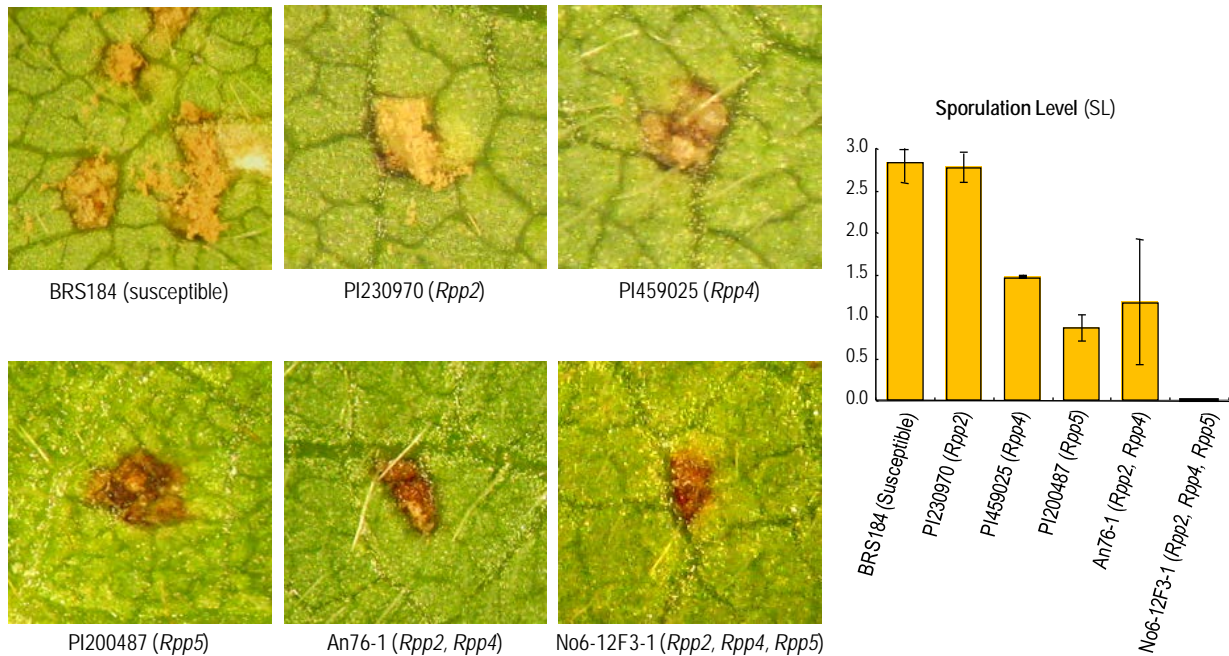 BRS184 (susceptible)
PI230970 (Rpp2)
PI459025 (Rpp4)
PI200487 (Rpp5)
An76-1 (Rpp2, Rpp4)
No6-12F3-1 (Rpp2, Rpp4, Rpp5)
Sporulation Level (SL)
3.0
2.5
2.0
1.5
1.0
0.5
0.0
BRS184 (Susceptible)
PI230970 (Rpp2)
PI459025 (Rpp4)
PI200487 (Rpp5)
An76-1 (Rpp2, Rpp4)
No6-12F3-1 (Rpp2, Rpp4, Rpp5)